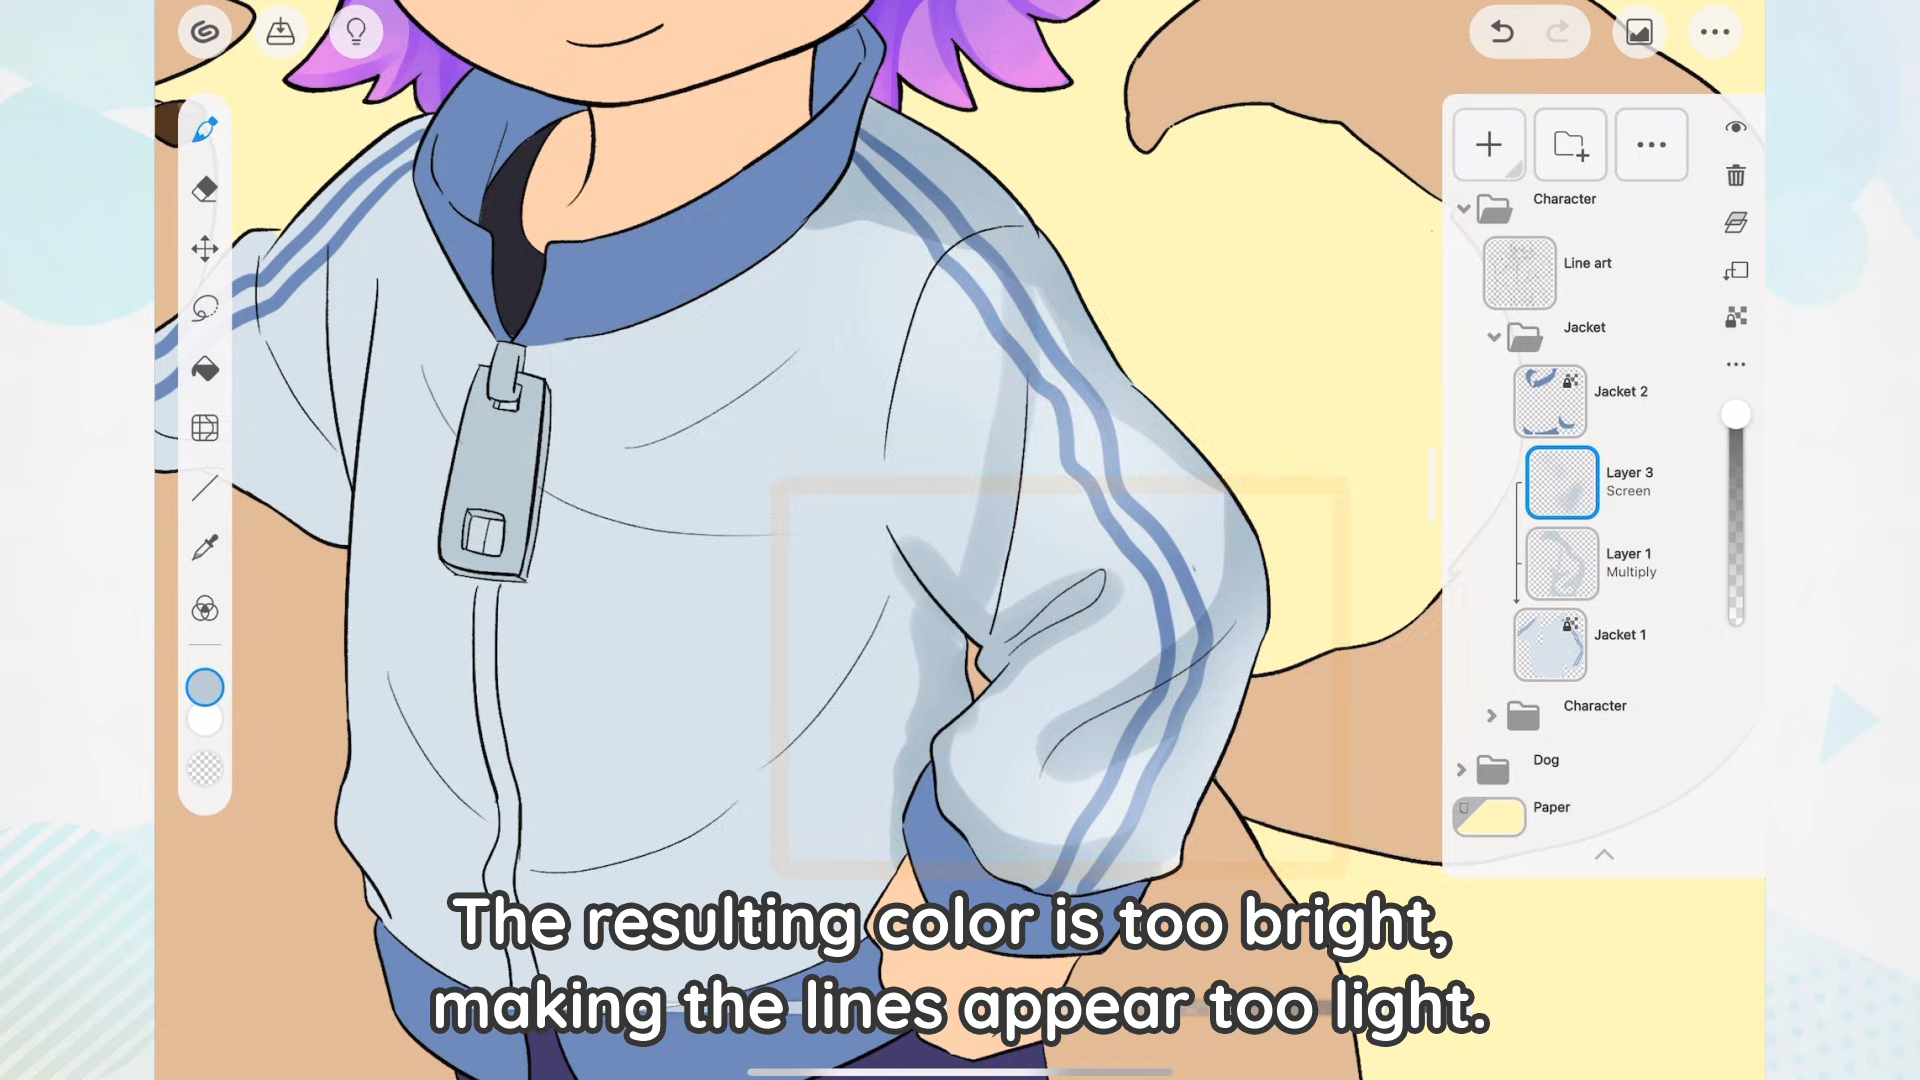 Character
Line art
Jacket
Jacket 2
Layer 3
Screen
Layer 1
Multiply
Jacket 1
Character
Dog
Paper
The resulting color is too bright,
making the lines appear too light.